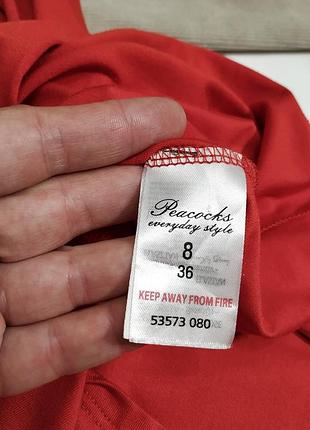 Peacocks
everyday style
8
36
KEEP AWAY FROM FIRE
53573 080